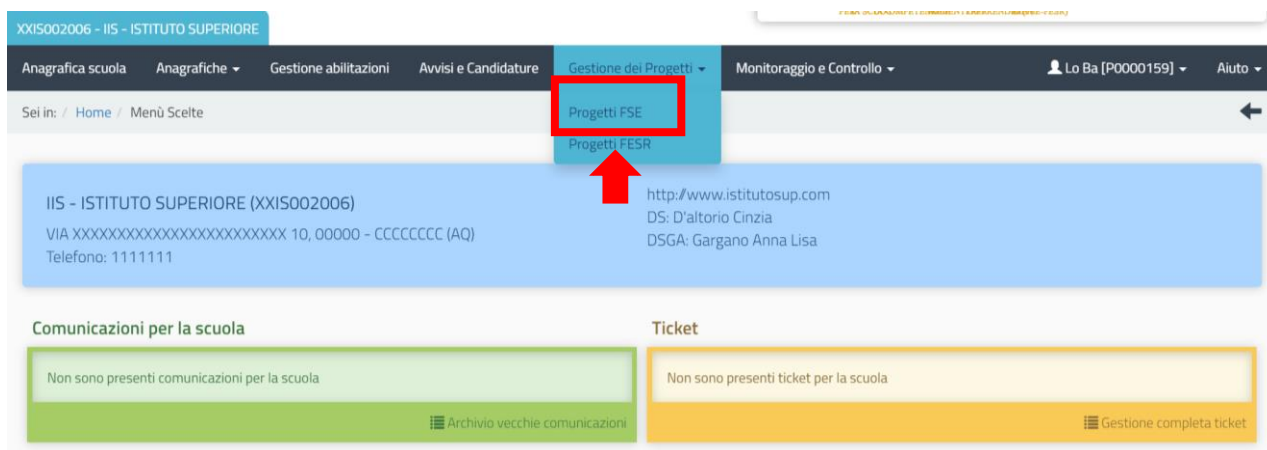 XXIS002006 - IIS - ISTITUTO SUPERIORE
Anagrafica scuola Anagrafiche Gestione abilitazioni Avvisi e Candidature Gestione dei Progetti Monitoraggio e Controllo Lo Ba [P0000159] Aiuto
Sei in: / Home / Menù Scelte
Progetti FSE
Progetti FESR
IIS - ISTITUTO SUPERIORE (XXIS002006)
VIA XXXXXXXXXXXXXXXXXXXXXXXX 10, 00000 - CCCCCCCC (AQ)
Telefono: 1111111
http://www.istitutosup.com
DS: D'altorio Cinzia
DSGA: Gargano Anna Lisa
Comunicazioni per la scuola
Non sono presenti comunicazioni per la scuola
Archivio vecchie comunicazioni
Ticket
Non sono presenti ticket per la scuola
Gestione completa ticket